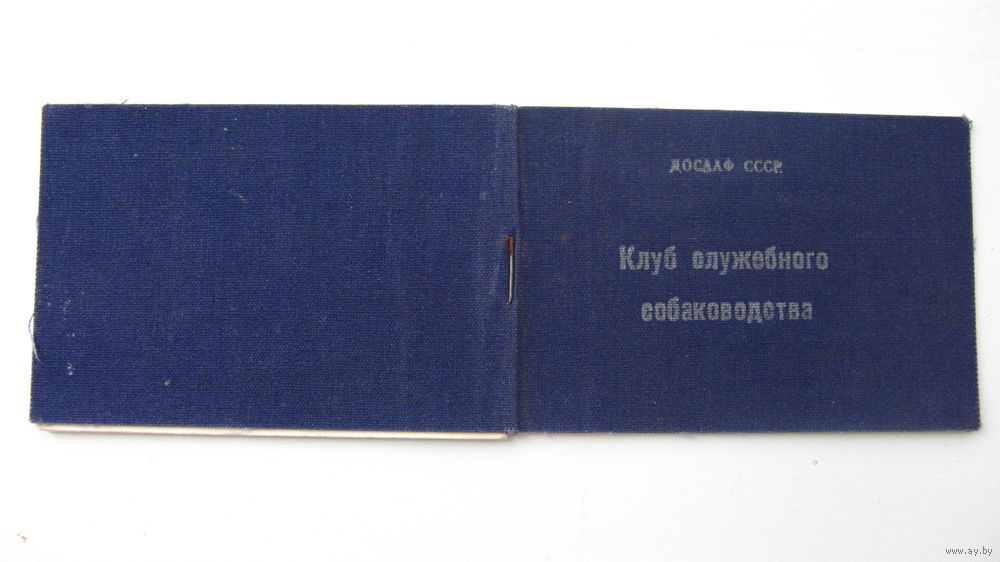 ДОСААФ СССР
Клуб служебного
собаководства
www.ay.by